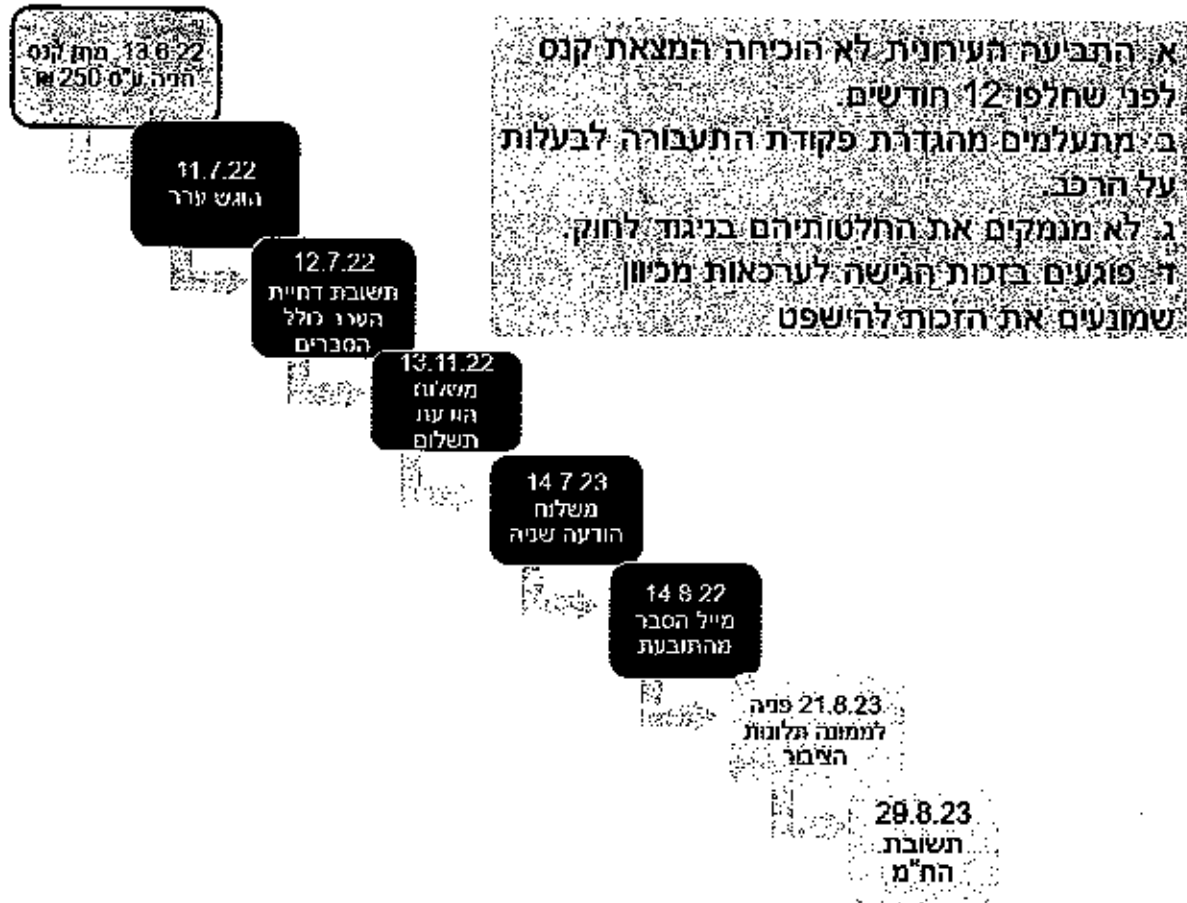 13.6.22 מתן קנס
חניה ע"ס 250 ₪
א. התביעה העירונית לא הוכיחה המצאת קנס
לפני שחלפו 12 חודשים.
ב. מתעלמים מהגדרת פקודת התעבורה לבעלות
על הרכב.
ג. לא מנמקים את החלטותיהם בניגוד לחוק.
ד. פוגעים בזכות הגישה לערכאות מכיוון
שמונעים את הזכות להישפט
11.7.22
הוגש ערר
12.7.22
תשובת דחיית
הערר כולל
הסברים
13.11.22
משלוח
הודעת
תשלום
14.7.23
משלוח
הודעה שניה
14.8.22
מייל הסבר
מהתובעת
21.8.23 פניה
לממונה תלונות
הציבור
29.8.23
תשובת
הח"מ